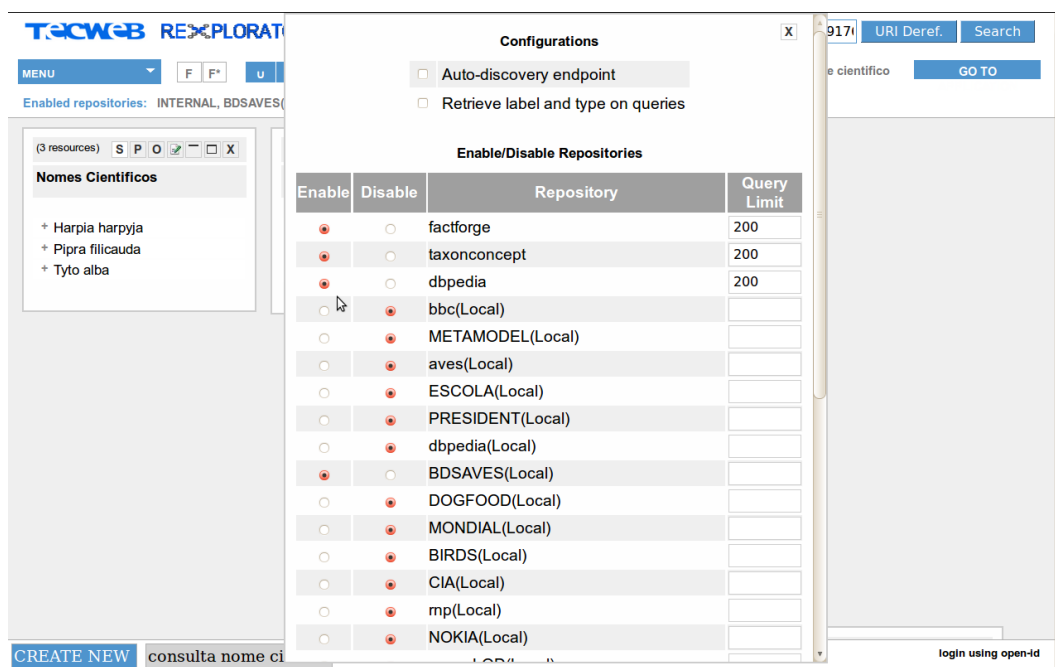 TecWeb REXPLORAT
917( URI Deref. Search
MENU F F* U
e cientifico GO TO
Enabled repositories: INTERNAL, BDSAVES(
(3 resources) S P O X
Nomes Cientificos
+ Harpia harpyja
+ Pipra filicauda
+ Tyto alba
Configurations X
Auto-discovery endpoint
Retrieve label and type on queries
Enable/Disable Repositories
Enable Disable Repository Query Limit
factforge 200
taxonconcept 200
dbpedia 200
bbc(Local)
METAMODEL(Local)
aves(Local)
ESCOLA(Local)
PRESIDENT(Local)
dbpedia(Local)
BDSAVES(Local)
DOGFOOD(Local)
MONDIAL(Local)
BIRDS(Local)
CIA(Local)
rnp(Local)
NOKIA(Local)
CREATE NEW consulta nome ci
login using open-id